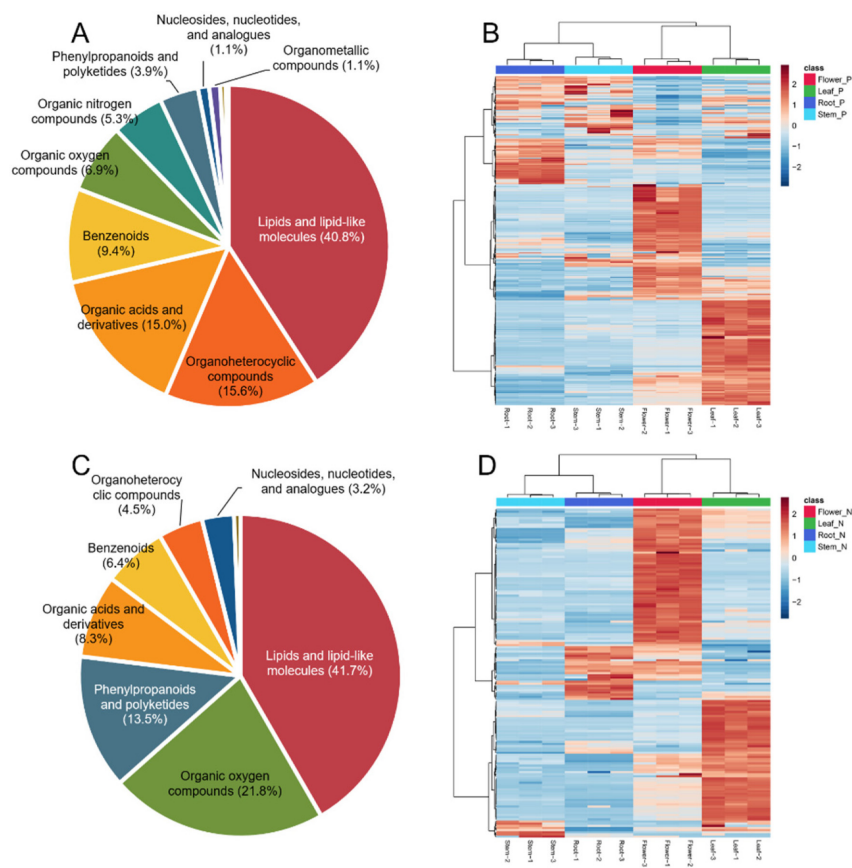 A
Nucleosides, nucleotides,
and analogues
(1.1%)
Phenylpropanoids and
polyketides (3.9%)
Organometallic
compounds (1.1%)
Organic nitrogen
compounds (5.3%)
Organic oxygen
compounds (6.9%)
Benzenoids
(9.4%)
Organic acids and
derivatives (15.0%)
Organoheterocyclic
compounds
(15.6%)
Lipids and lipid-like
molecules (40.8%)
B
class
Flower_P
Leaf_P
Root_P
Stem_P
2
1
0
-1
-2
Root-1
Root-2
Root-3
Stem-3
Stem-1
Stem-2
Flower-2
Flower-1
Flower-3
Leaf-1
Leaf-2
Leaf-3
C
Organoheterocy
clic compounds
(4.5%)
Nucleosides, nucleotides,
and analogues (3.2%)
Benzenoids
(6.4%)
Organic acids and
derivatives
(8.3%)
Phenylpropanoids
and polyketides
(13.5%)
Organic oxygen
compounds (21.8%)
Lipids and lipid-like
molecules (41.7%)
D
class
Flower_N
Leaf_N
Root_N
Stem_N
2
1
0
-1
-2
Stem-2
Stem-1
Stem-3
Root-1
Root-2
Root-3
Flower-3
Flower-1
Flower-2
Leaf-3
Leaf-1
Leaf-2